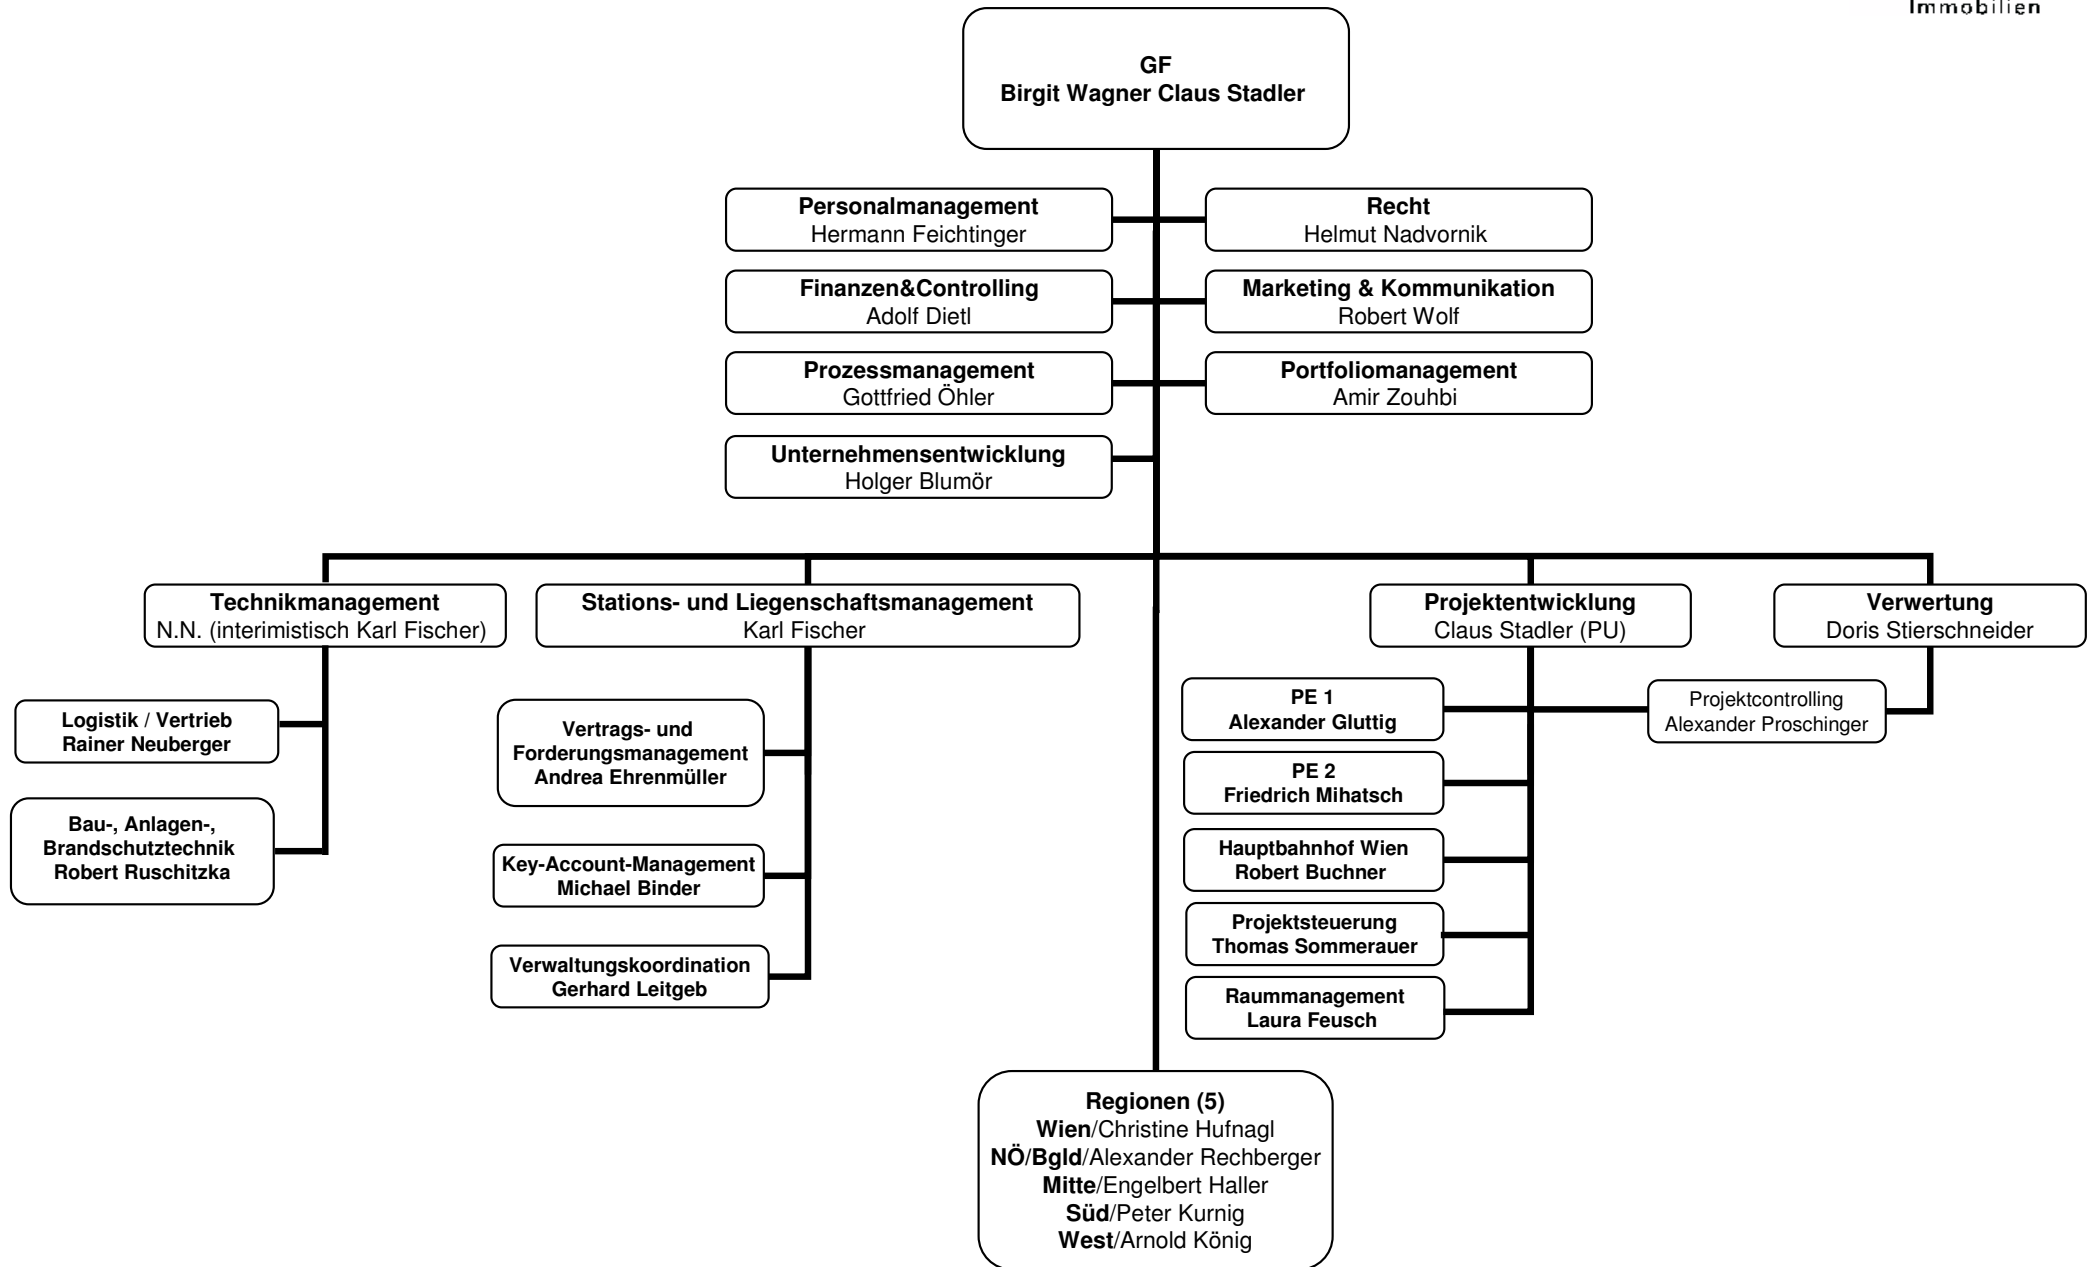 Immobilien
GF
Birgit Wagner Claus Stadler
Personalmanagement
Hermann Feichtinger
Recht
Helmut Nadvornik
Finanzen&Controlling
Adolf Dietl
Marketing & Kommunikation
Robert Wolf
Prozessmanagement
Gottfried Öhler
Portfoliomanagement
Amir Zouhbi
Unternehmensentwicklung
Holger Blumör
Technikmanagement
N.N. (interimistisch Karl Fischer)
Stations- und Liegenschaftsmanagement
Karl Fischer
Projektentwicklung
Claus Stadler (PU)
Verwertung
Doris Stierschneider
Logistik / Vertrieb
Rainer Neuberger
Bau-, Anlagen-,
Brandschutztechnik
Robert Ruschitzka
Vertrags- und
Forderungsmanagement
Andrea Ehrenmüller
Key-Account-Management
Michael Binder
Verwaltungskoordination
Gerhard Leitgeb
PE 1
Alexander Gluttig
Projektcontrolling
Alexander Proschinger
PE 2
Friedrich Mihatsch
Hauptbahnhof Wien
Robert Buchner
Projektsteuerung
Thomas Sommerauer
Raummanagement
Laura Feusch
Regionen (5)
Wien/Christine Hufnagl
NÖ/Bgld/Alexander Rechberger
Mitte/Engelbert Haller
Süd/Peter Kurnig
West/Arnold König